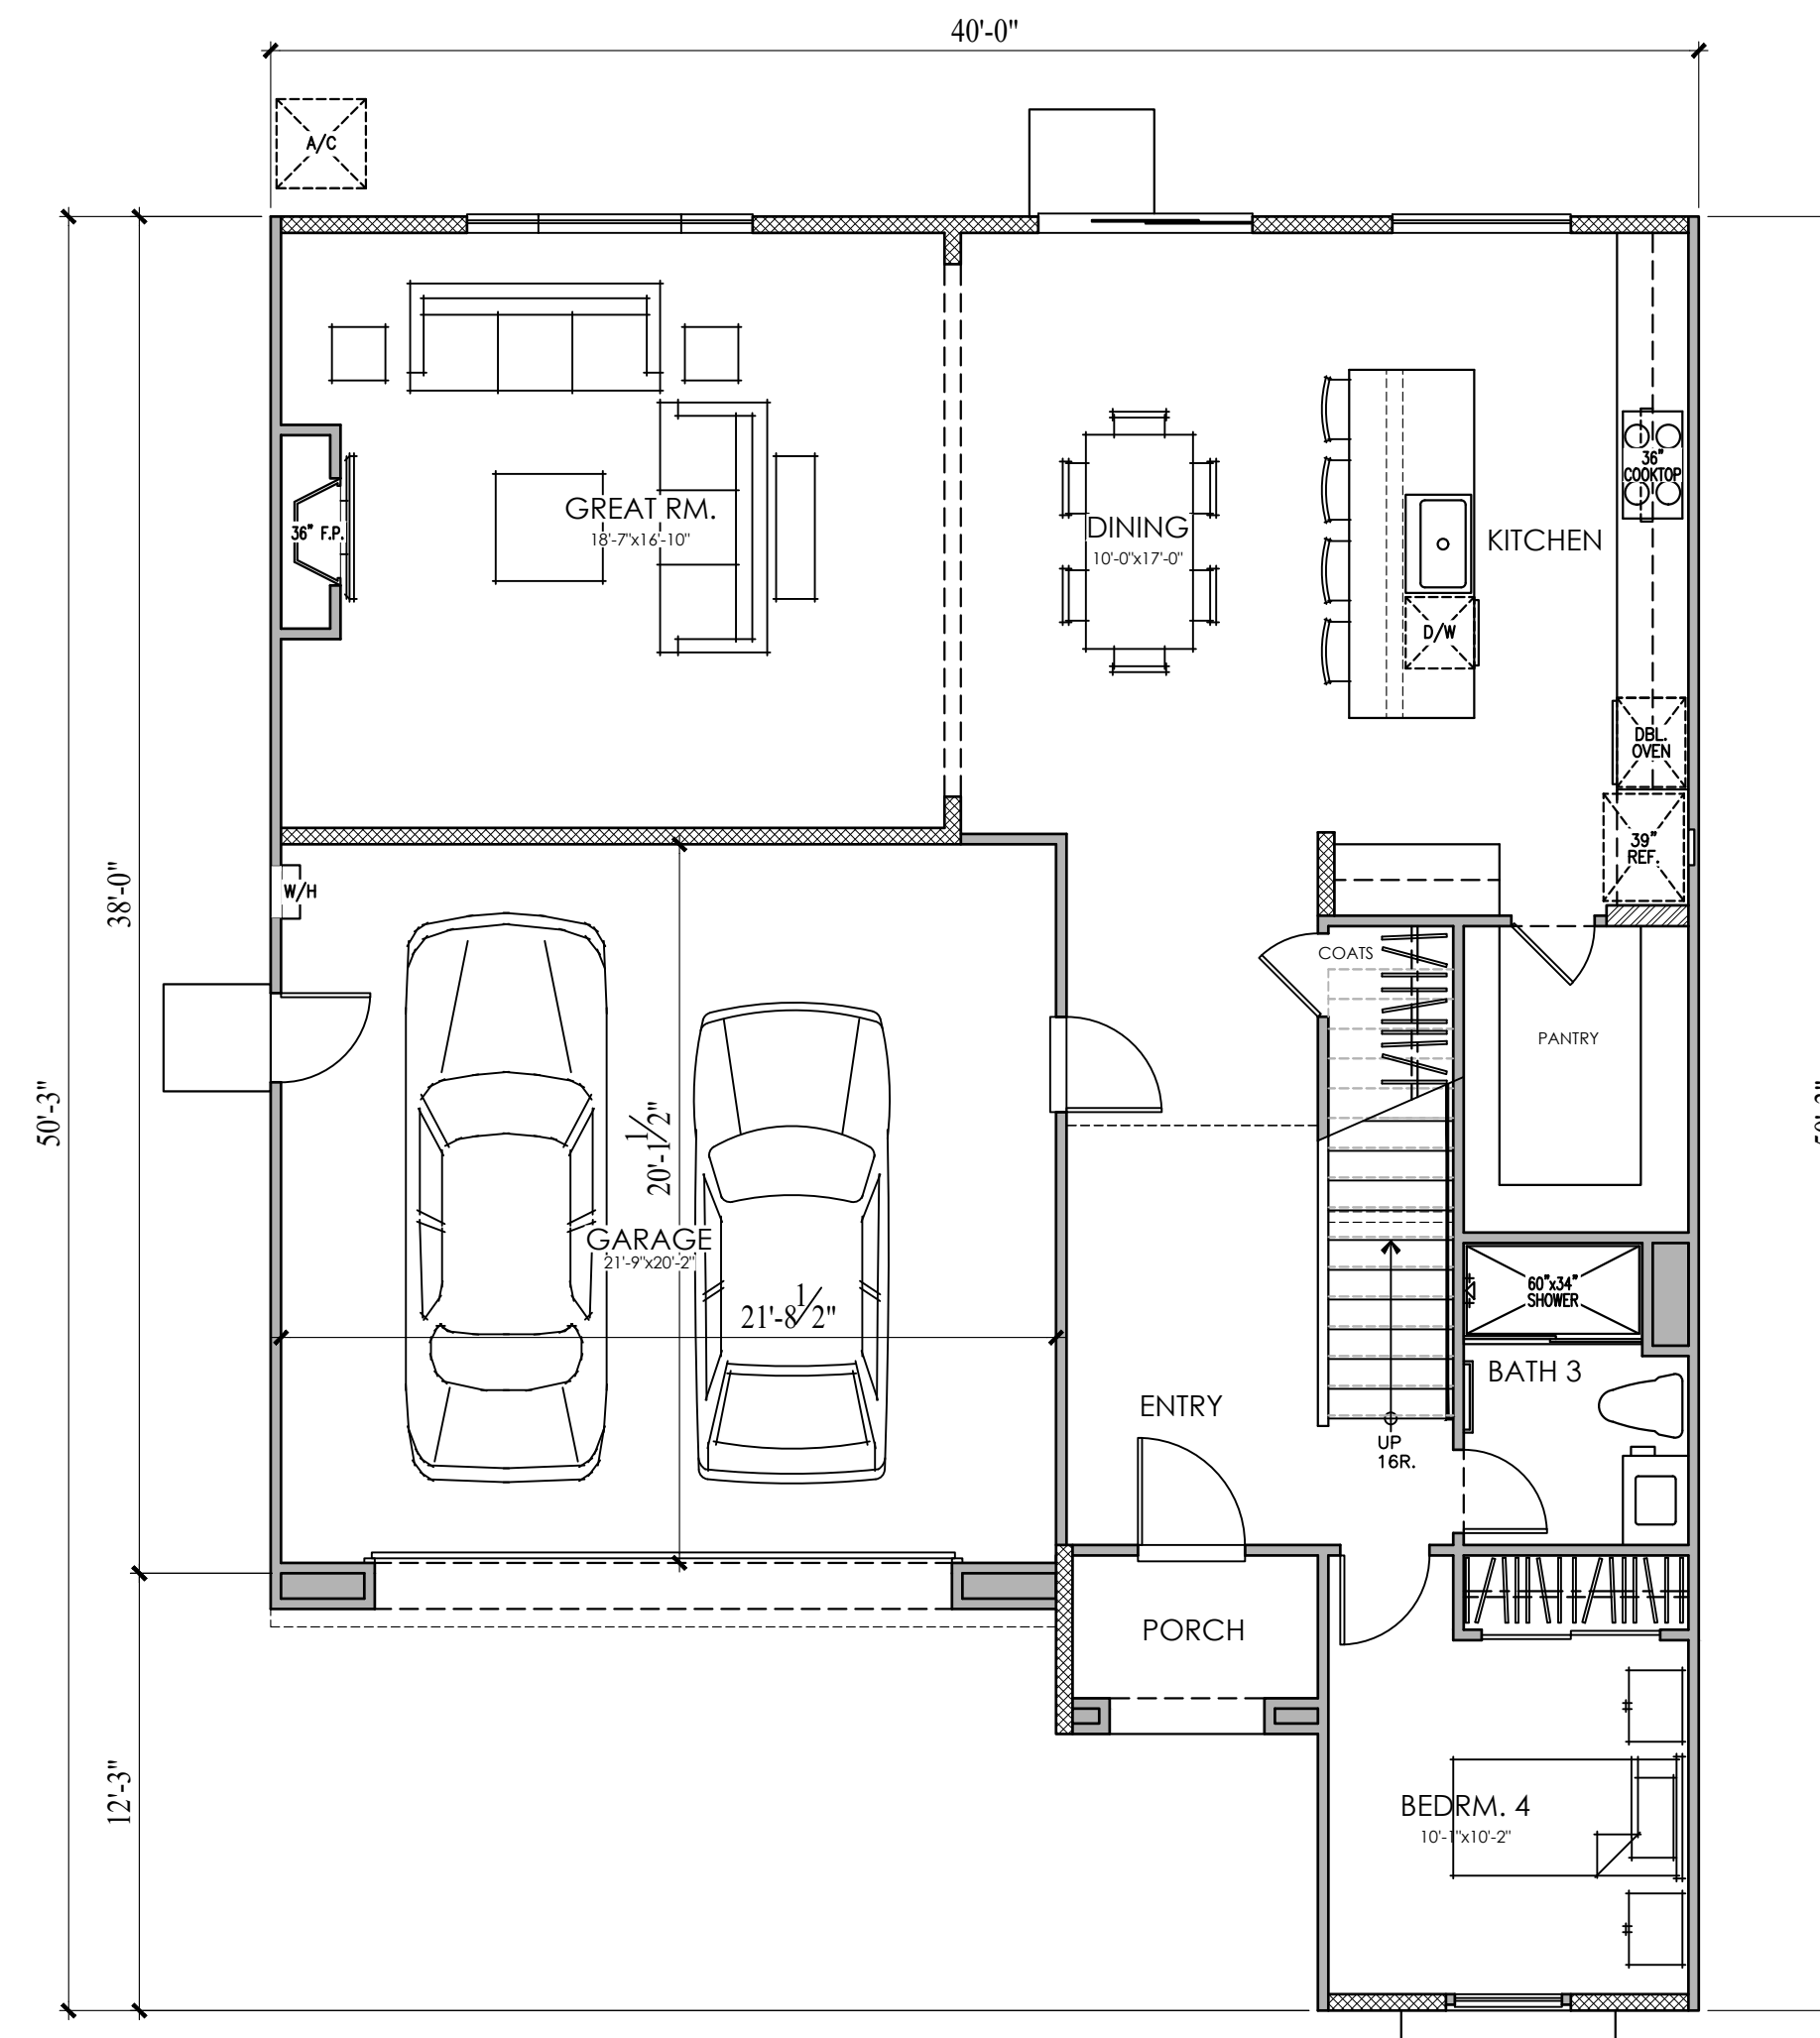 40'-0"
A/C
GREAT RM.
18'-7"x16'-10"
36" F.P.
DINING
10'-0"x17'-0"
KITCHEN
36"
COOKTOP
D/W
DBL.
OVEN
39"
REF.
W/H
38'-0"
50'-3"
COATS
PANTRY
20'-1 1/2"
GARAGE
21'-9"x20'-2"
21'-8 1/2"
60"x34"
SHOWER
BATH 3
ENTRY
UP
16R.
PORCH
12'-3"
BEDRM. 4
10'-1"x10'-2"